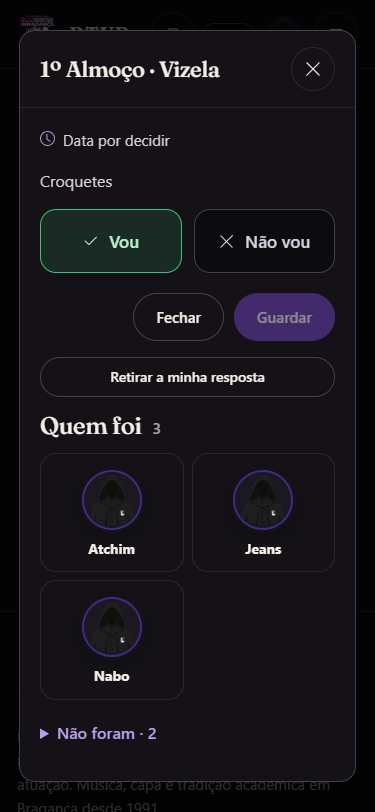 1º Almoço · Vizela
Data por decidir
Croquetes
Vou
Não vou
Fechar
Guardar
Retirar a minha resposta
Quem foi 3
Atchim
Jeans
Nabo
Não foram · 2
atuação. Música, capa e tradição académica em
Bragança desde 1991